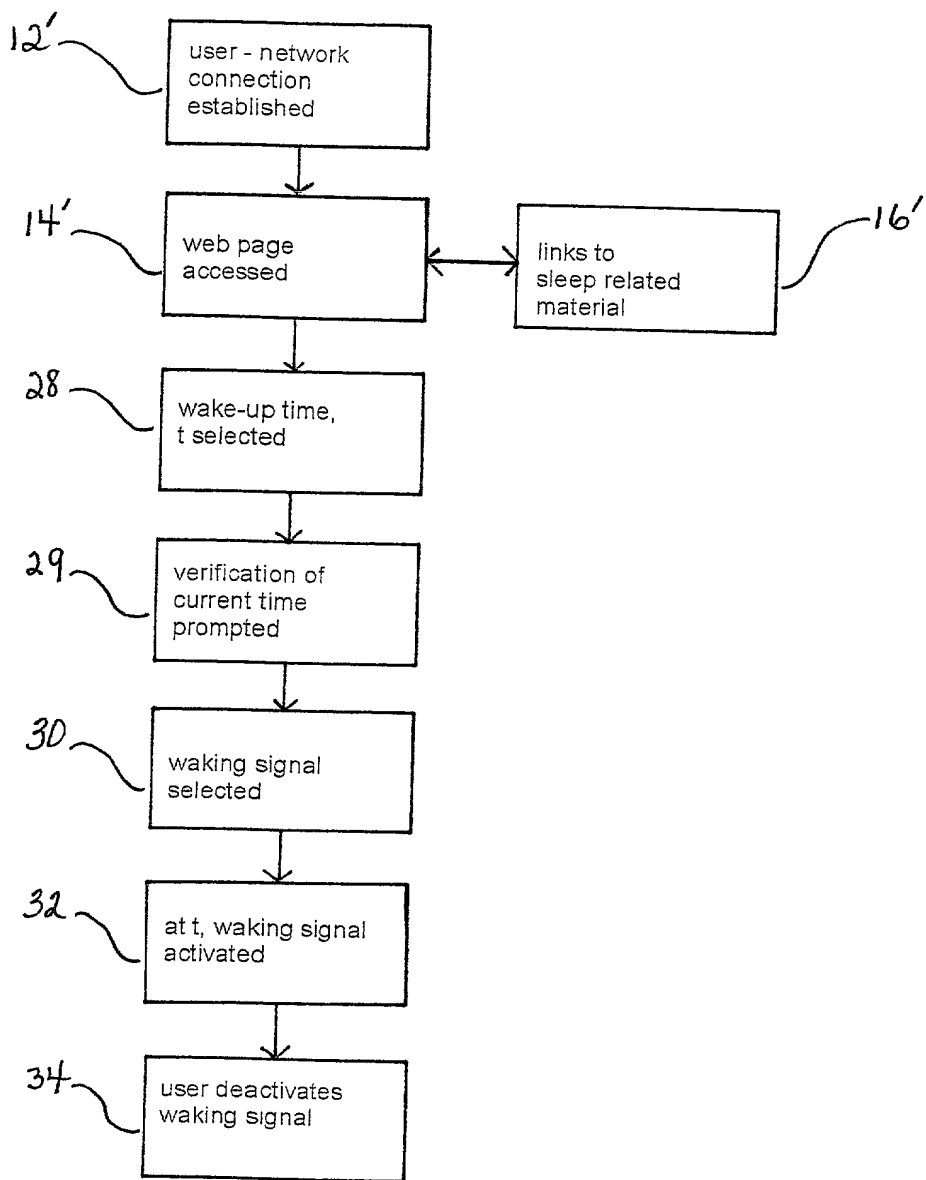 12'
user - network
connection
established
14'
web page
accessed
16'
links to
sleep related
material
28
wake-up time,
t selected
29
verification of
current time
prompted
30
waking signal
selected
32
at t, waking signal
activated
34
user deactivates
waking signal